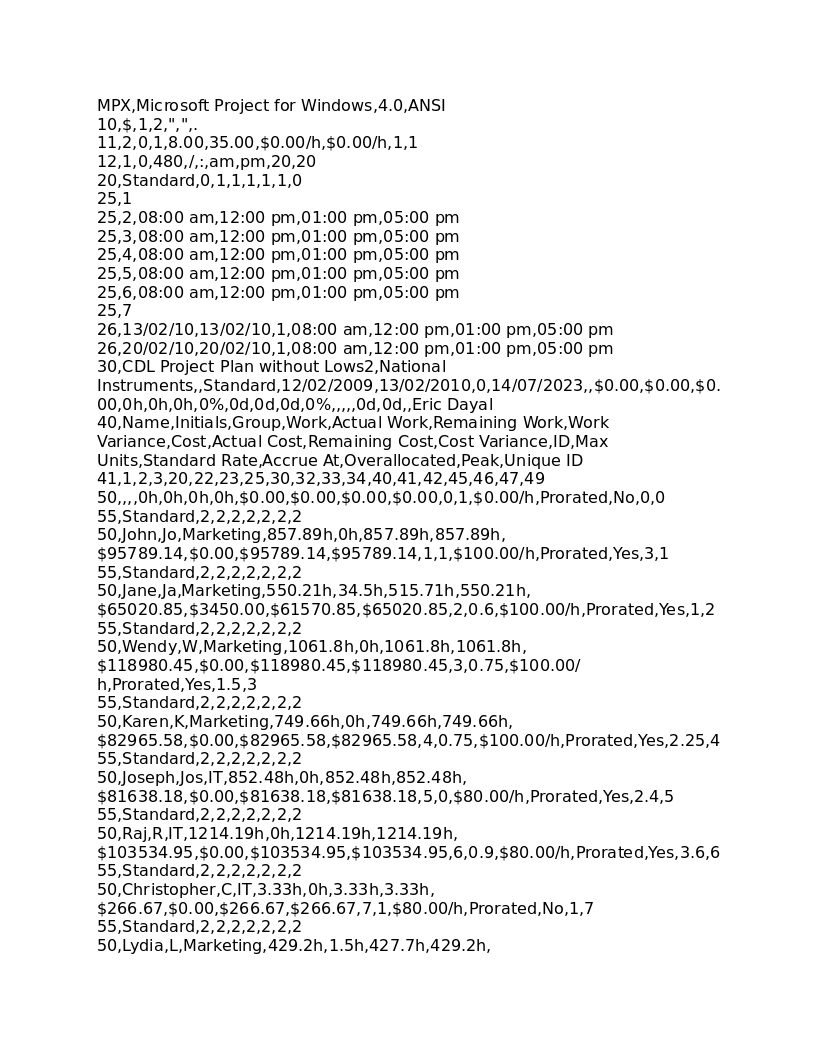 MPX,Microsoft Project for Windows,4.0,ANSI
10,$,1,2,",",.
11,2,0,1,8.00,35.00,$0.00/h,$0.00/h,1,1
12,1,0,480,/,:,am,pm,20,20
20,Standard,0,1,1,1,1,1,0
25,1
25,2,08:00 am,12:00 pm,01:00 pm,05:00 pm
25,3,08:00 am,12:00 pm,01:00 pm,05:00 pm
25,4,08:00 am,12:00 pm,01:00 pm,05:00 pm
25,5,08:00 am,12:00 pm,01:00 pm,05:00 pm
25,6,08:00 am,12:00 pm,01:00 pm,05:00 pm
25,7
26,13/02/10,13/02/10,1,08:00 am,12:00 pm,01:00 pm,05:00 pm
26,20/02/10,20/02/10,1,08:00 am,12:00 pm,01:00 pm,05:00 pm
30,CDL Project Plan without Lows2,National
Instruments,,Standard,12/02/2009,13/02/2010,0,14/07/2023,,$0.00,$0.00,$0.
00,0h,0h,0h,0%,0d,0d,0d,0%,,,,,0d,0d,,Eric Dayal
40,Name,Initials,Group,Work,Actual Work,Remaining Work,Work
Variance,Cost,Actual Cost,Remaining Cost,Cost Variance,ID,Max
Units,Standard Rate,Accrue At,Overallocated,Peak,Unique ID
41,1,2,3,20,22,23,25,30,32,33,34,40,41,42,45,46,47,49
50,,,,0h,0h,0h,0h,$0.00,$0.00,$0.00,$0.00,0,1,$0.00/h,Prorated,No,0,0
55,Standard,2,2,2,2,2,2,2
50,John,Jo,Marketing,857.89h,0h,857.89h,857.89h,
$95789.14,$0.00,$95789.14,$95789.14,1,1,$100.00/h,Prorated,Yes,3,1
55,Standard,2,2,2,2,2,2,2
50,Jane,Ja,Marketing,550.21h,34.5h,515.71h,550.21h,
$65020.85,$3450.00,$61570.85,$65020.85,2,0.6,$100.00/h,Prorated,Yes,1,2
55,Standard,2,2,2,2,2,2,2
50,Wendy,W,Marketing,1061.8h,0h,1061.8h,1061.8h,
$118980.45,$0.00,$118980.45,$118980.45,3,0.75,$100.00/
h,Prorated,Yes,1.5,3
55,Standard,2,2,2,2,2,2,2
50,Karen,K,Marketing,749.66h,0h,749.66h,749.66h,
$82965.58,$0.00,$82965.58,$82965.58,4,0.75,$100.00/h,Prorated,Yes,2.25,4
55,Standard,2,2,2,2,2,2,2
50,Joseph,Jos,IT,852.48h,0h,852.48h,852.48h,
$81638.18,$0.00,$81638.18,$81638.18,5,0,$80.00/h,Prorated,Yes,2.4,5
55,Standard,2,2,2,2,2,2,2
50,Raj,R,IT,1214.19h,0h,1214.19h,1214.19h,
$103534.95,$0.00,$103534.95,$103534.95,6,0.9,$80.00/h,Prorated,Yes,3.6,6
55,Standard,2,2,2,2,2,2,2
50,Christopher,C,IT,3.33h,0h,3.33h,3.33h,
$266.67,$0.00,$266.67,$266.67,7,1,$80.00/h,Prorated,No,1,7
55,Standard,2,2,2,2,2,2,2
50,Lydia,L,Marketing,429.2h,1.5h,427.7h,429.2h,